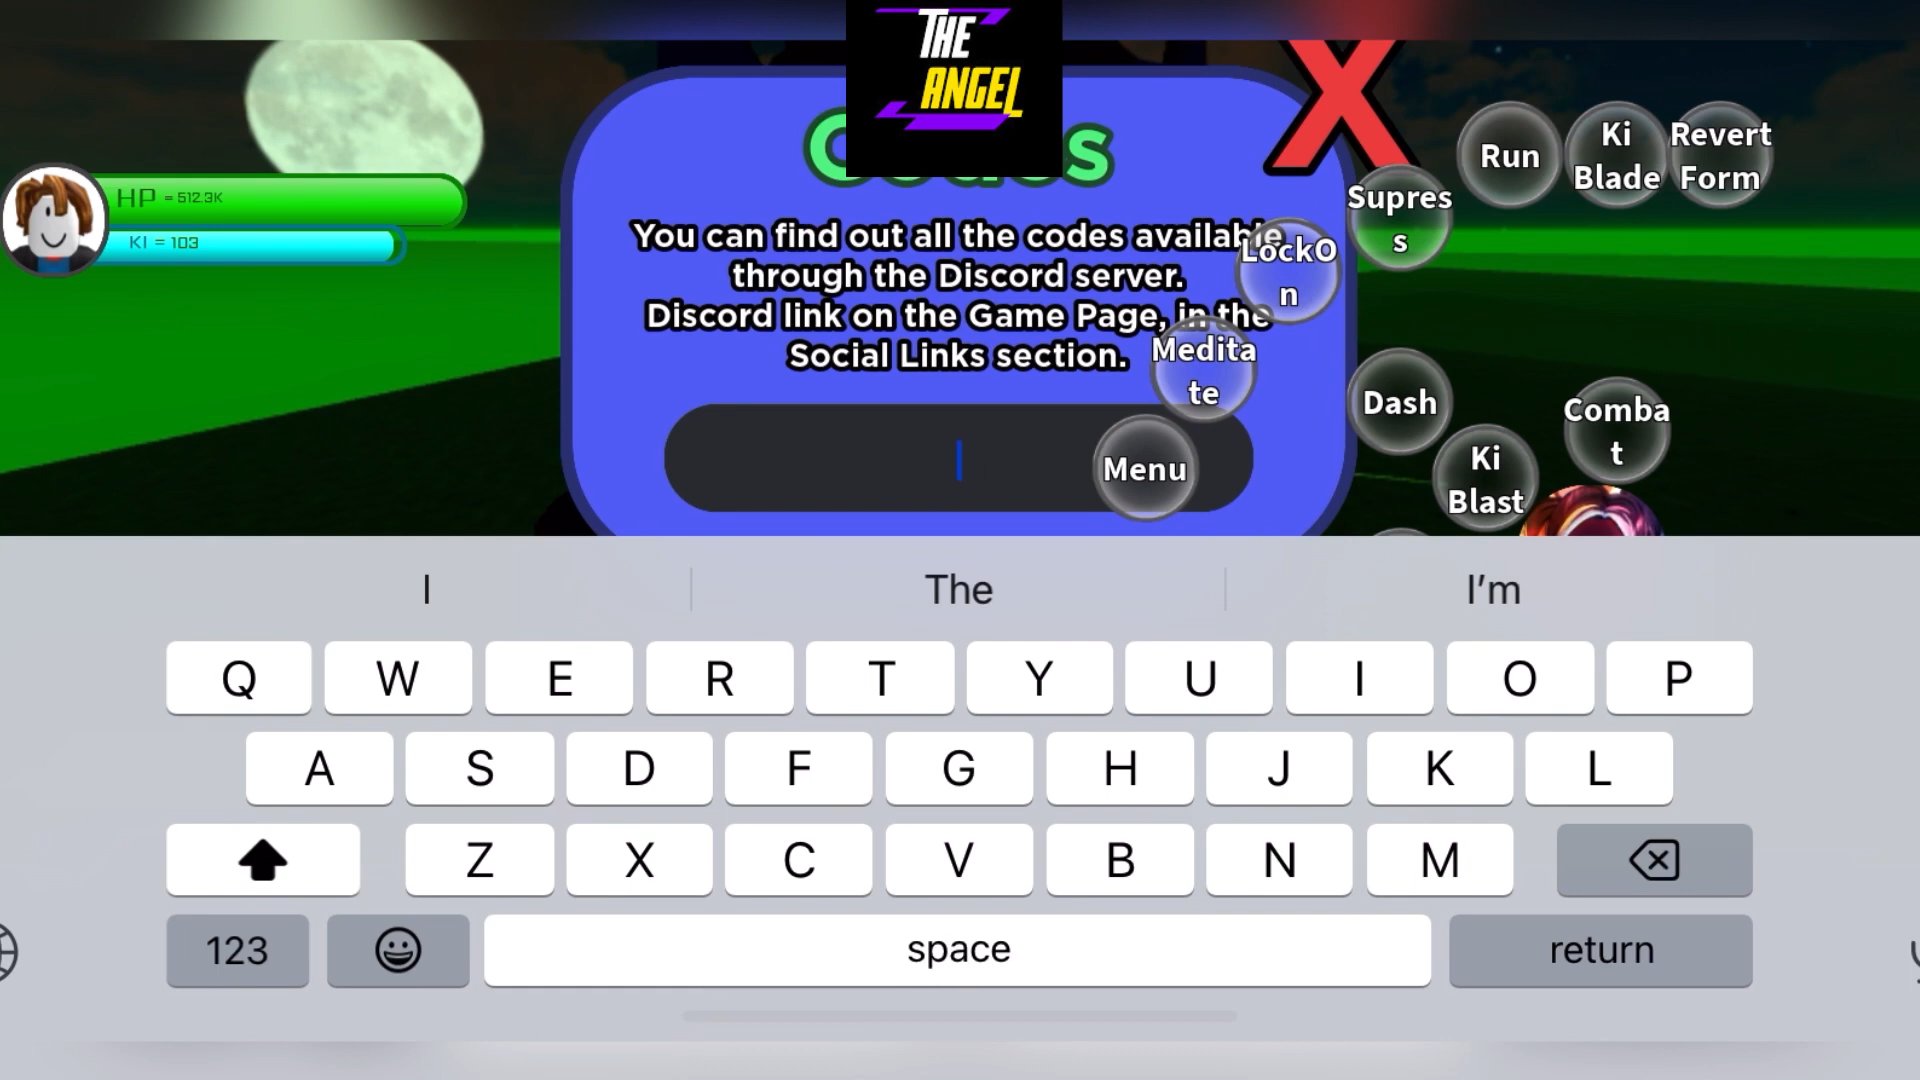 THE
ANGEL
Codes
You can find out all the codes available
through the Discord server.
Discord link on the Game Page, in the
Social Links section.
HP = 512.3K
KI = 103
Run
Ki
Blade
Revert
Form
Supres
s
LockO
n
Medita
te
Menu
Dash
Ki
Blast
Comba
t
I
The
I'm
Q W E R T Y U I O P
A S D F G H J K L
Z X C V B N M
123
space
return